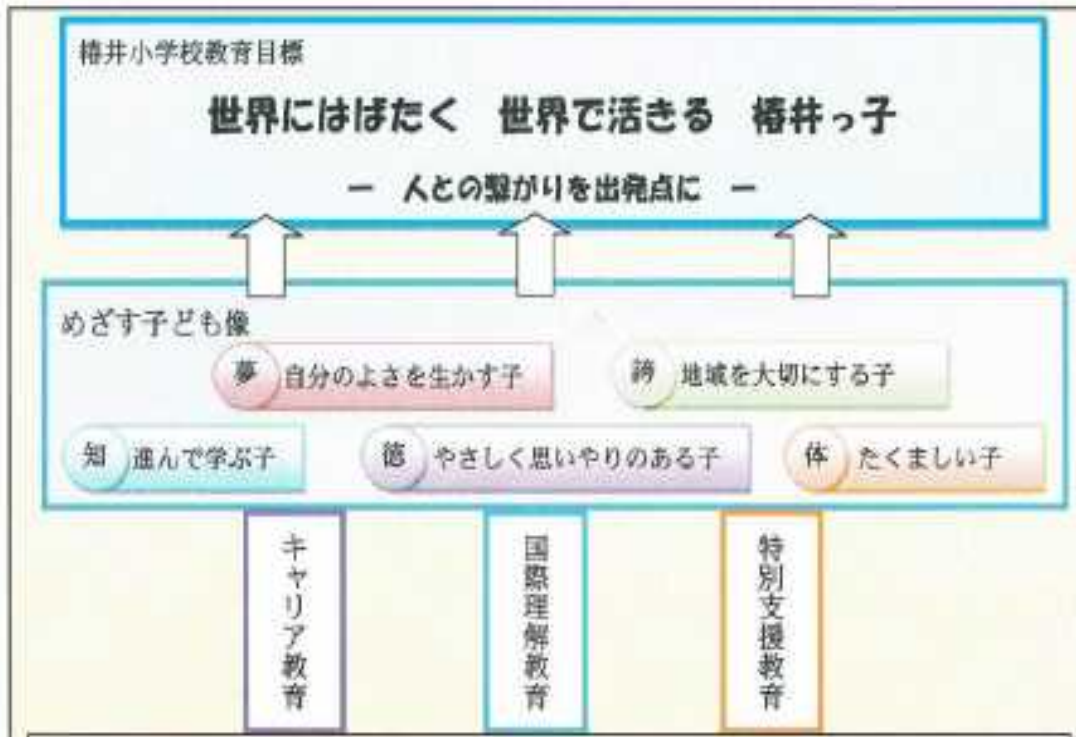 椿井小学校教育目標
世界にはばたく 世界で活きる 椿井っ子
― 人との繋がりを出発点に ―
めざす子ども像
夢 自分のよさを生かす子
誇 地域を大切にする子
知 進んで学ぶ子
徳 やさしく思いやりのある子
体 たくましい子
キャリア教育
国際理解教育
特別支援教育